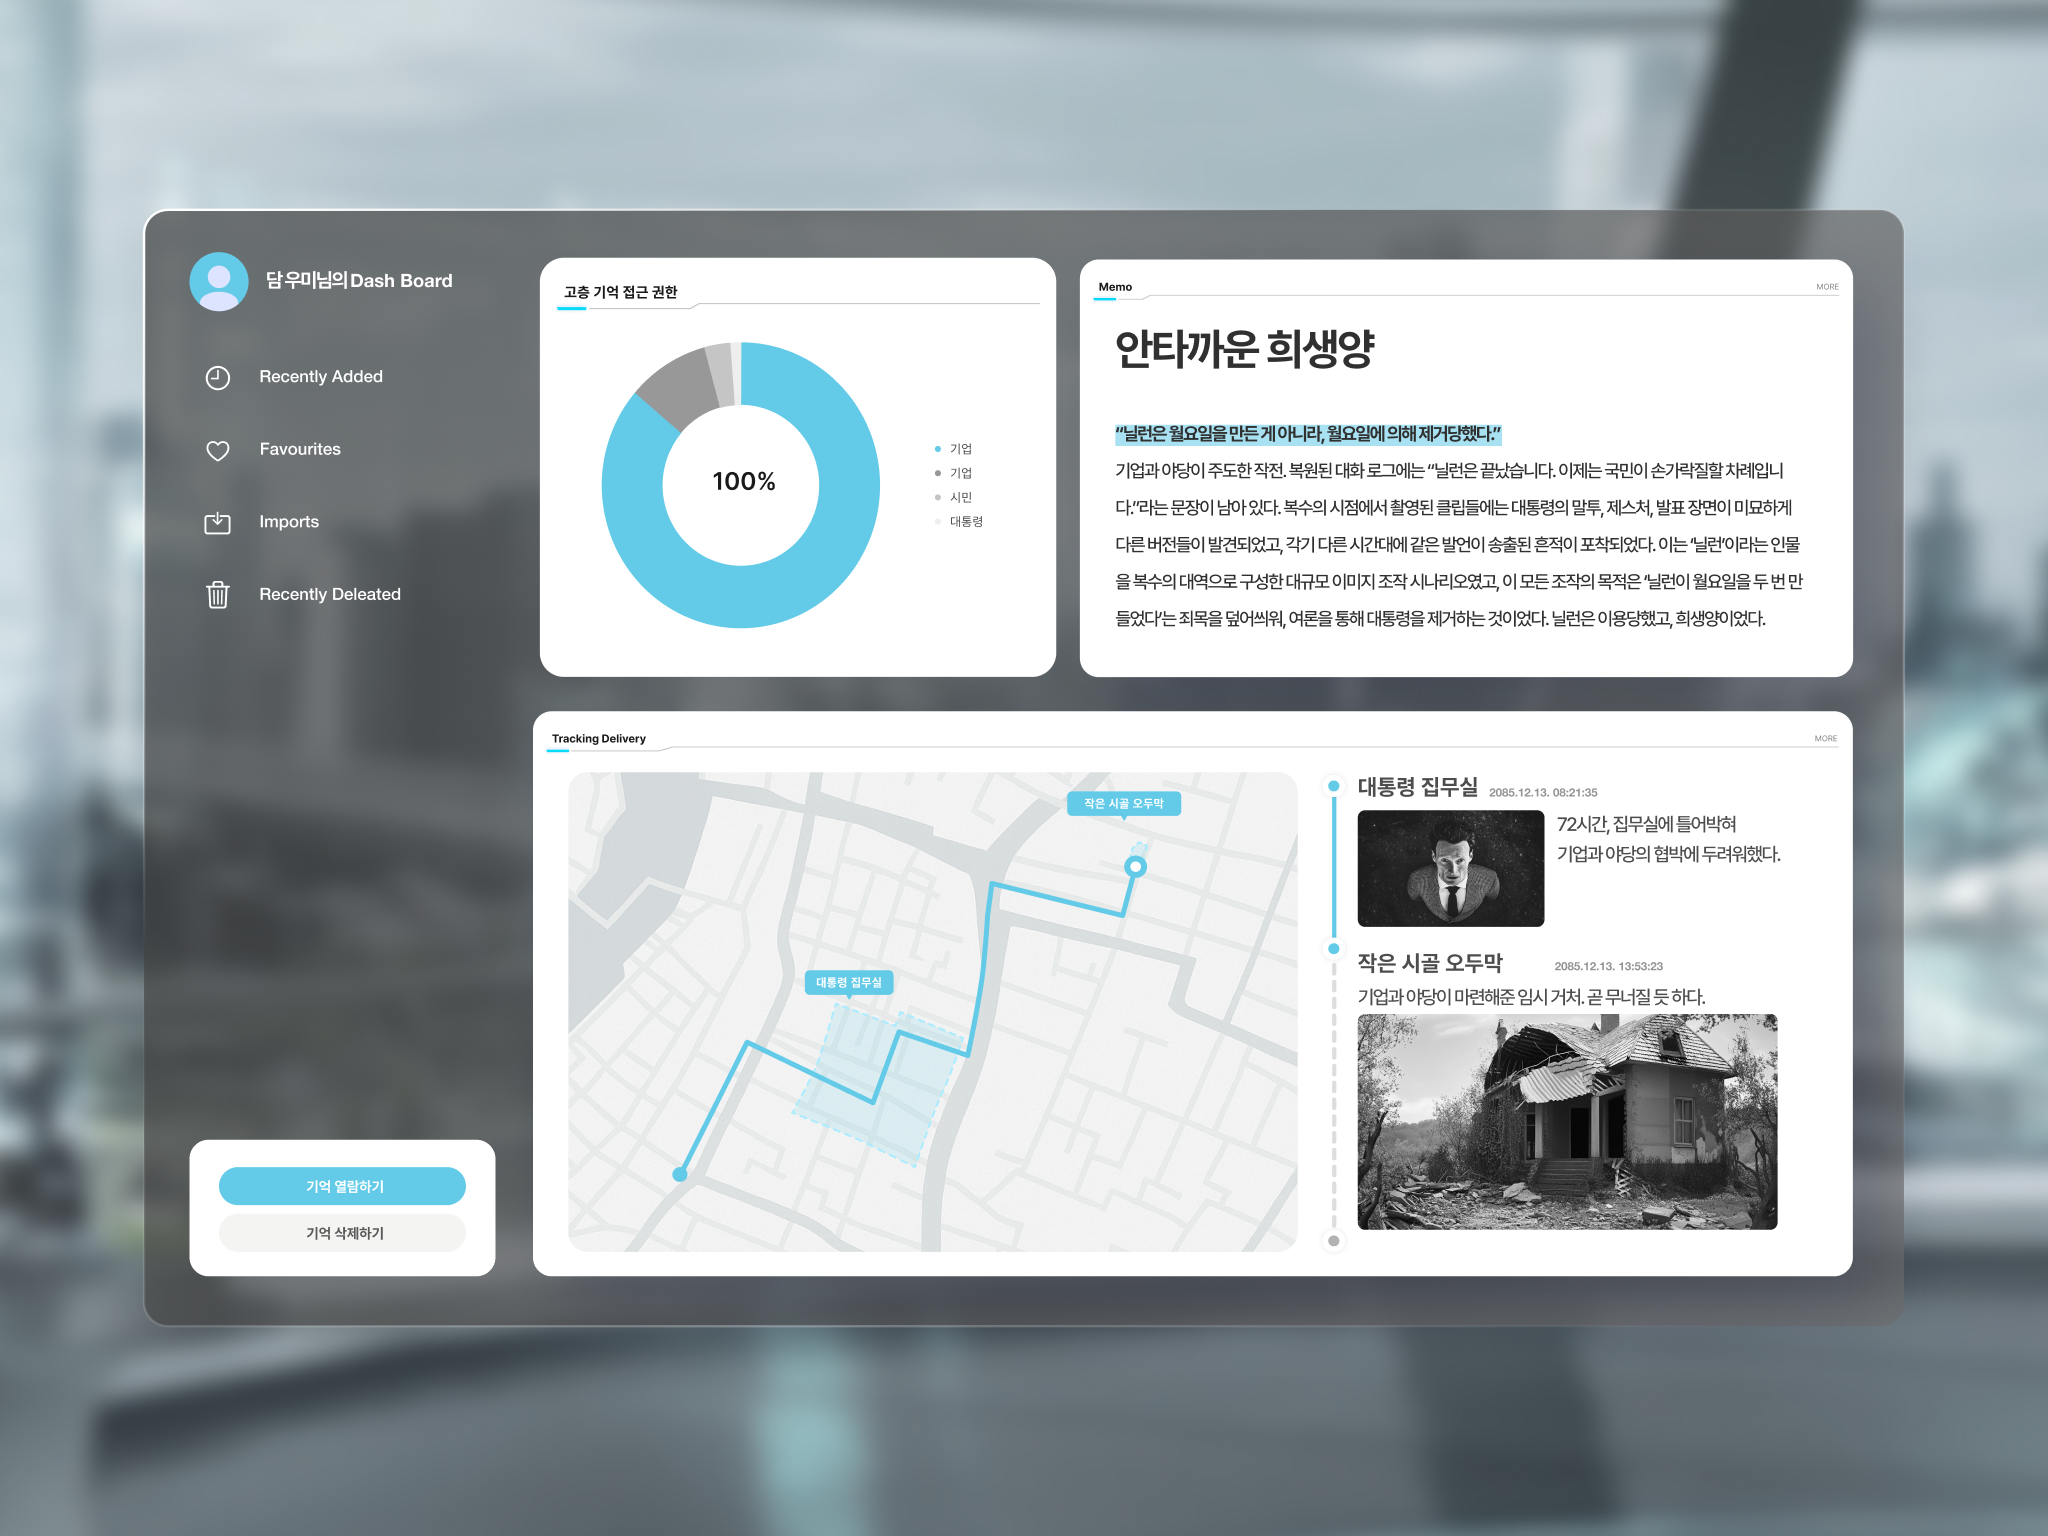 담 우미님의 Dash Board
Recently Added
Favourites
Imports
Recently Deleated
기억 열람하기
기억 삭제하기
고층 기억 접근 권한
100%
기업
기업
시민
대통령
Memo
MORE
안타까운 희생양
“닐런은 월요일을 만든 게 아니라, 월요일에 의해 제거당했다.”
기업과 야당이 주도한 작전. 복원된 대화 로그에는 “닐런은 끝났습니다. 이제는 국민이 손가락질할 차례입니
다.”라는 문장이 남아 있다. 복수의 시점에서 촬영된 클립들에는 대통령의 말투, 제스처, 발표 장면이 미묘하게
다른 버전들이 발견되었고, 각기 다른 시간대에 같은 발언이 송출된 흔적이 포착되었다. 이는 ‘닐런’이라는 인물
을 복수의 대역으로 구성한 대규모 이미지 조작 시나리오였고, 이 모든 조작의 목적은 ‘닐런이 월요일을 두 번 만
들었다’는 죄목을 덮어씌워, 여론을 통해 대통령을 제거하는 것이었다. 닐런은 이용당했고, 희생양이었다.
Tracking Delivery
MORE
작은 시골 오두막
대통령 집무실
대통령 집무실 2085.12.13. 08:21:35
72시간, 집무실에 틀어박혀
기업과 야당의 협박에 두려워했다.
작은 시골 오두막 2085.12.13. 13:53:23
기업과 야당이 마련해준 임시 거처. 곧 무너질 듯 하다.